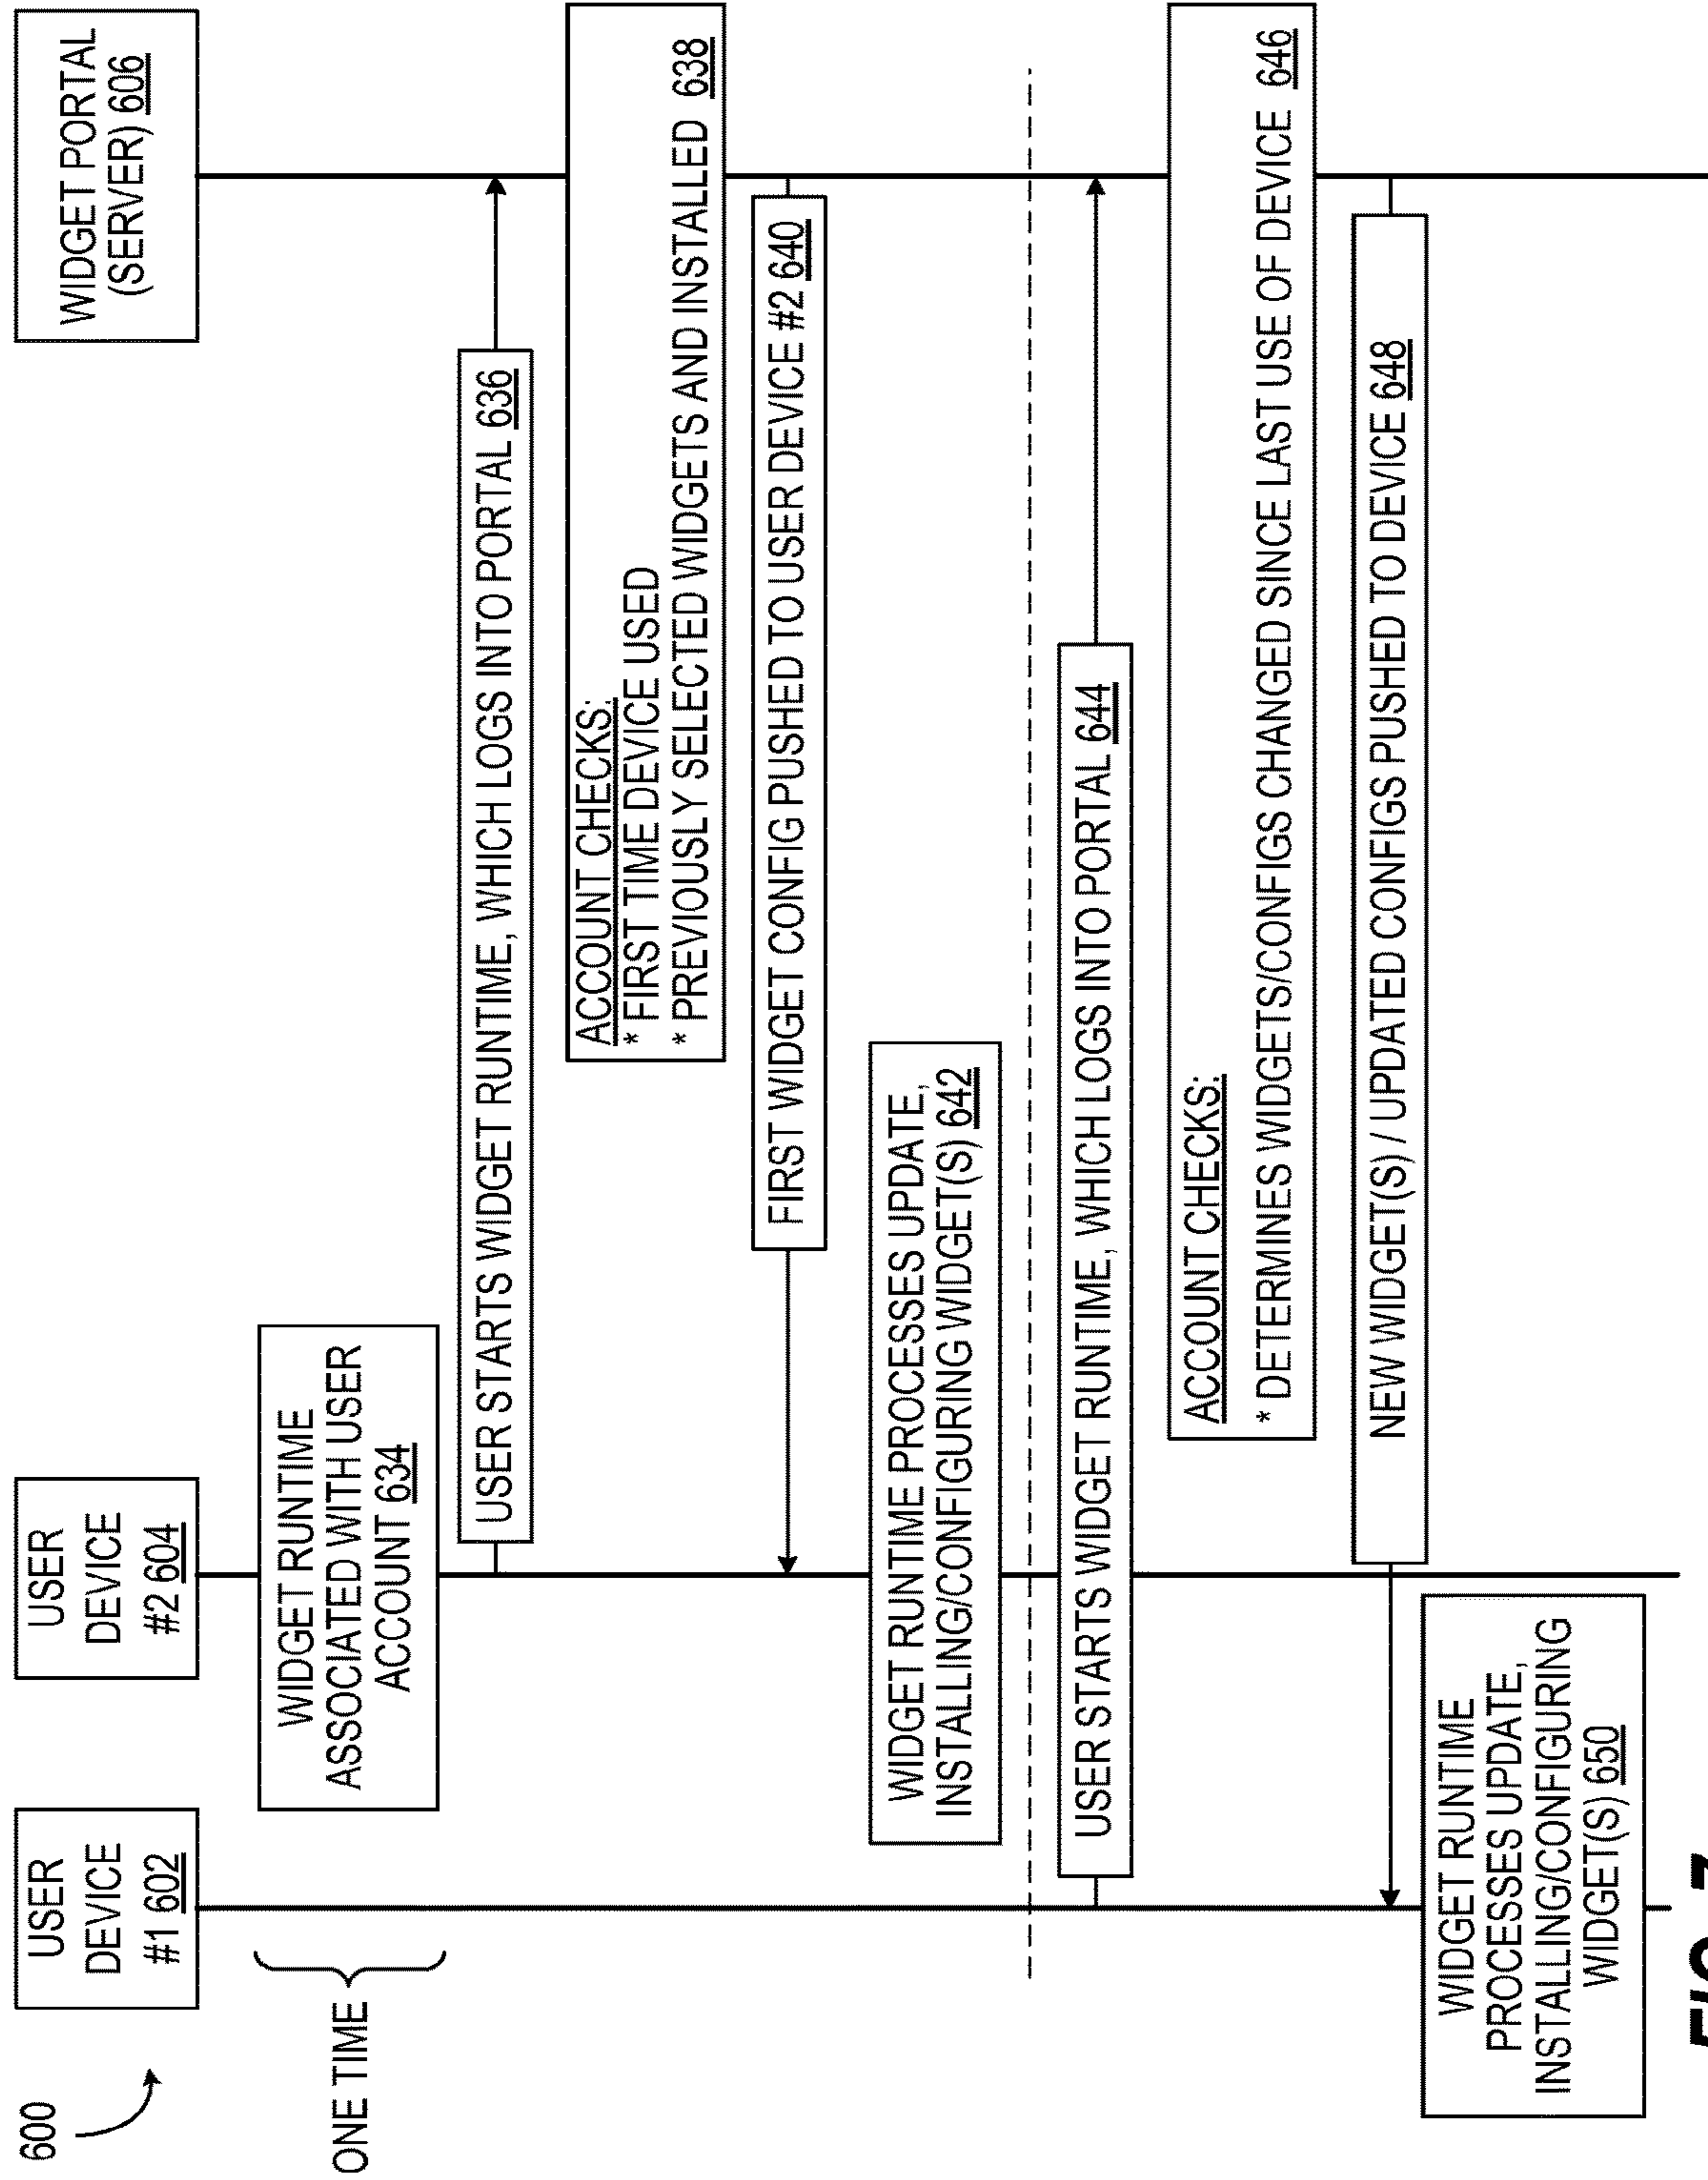 600
USER
DEVICE
#1 602
USER
DEVICE
#2 604
WIDGET PORTAL
(SERVER) 606
ONE TIME
WIDGET RUNTIME
ASSOCIATED WITH USER
ACCOUNT 634
USER STARTS WIDGET RUNTIME, WHICH LOGS INTO PORTAL 636
ACCOUNT CHECKS:
* FIRST TIME DEVICE USED
* PREVIOUSLY SELECTED WIDGETS AND INSTALLED 638
FIRST WIDGET CONFIG PUSHED TO USER DEVICE #2 640
WIDGET RUNTIME PROCESSES UPDATE,
INSTALLING/CONFIGURING WIDGET(S) 642
USER STARTS WIDGET RUNTIME, WHICH LOGS INTO PORTAL 644
ACCOUNT CHECKS:
* DETERMINES WIDGETS/CONFIGS CHANGED SINCE LAST USE OF DEVICE 646
NEW WIDGET(S) / UPDATED CONFIGS PUSHED TO DEVICE 648
WIDGET RUNTIME
PROCESSES UPDATE,
INSTALLING/CONFIGURING
WIDGET(S) 650